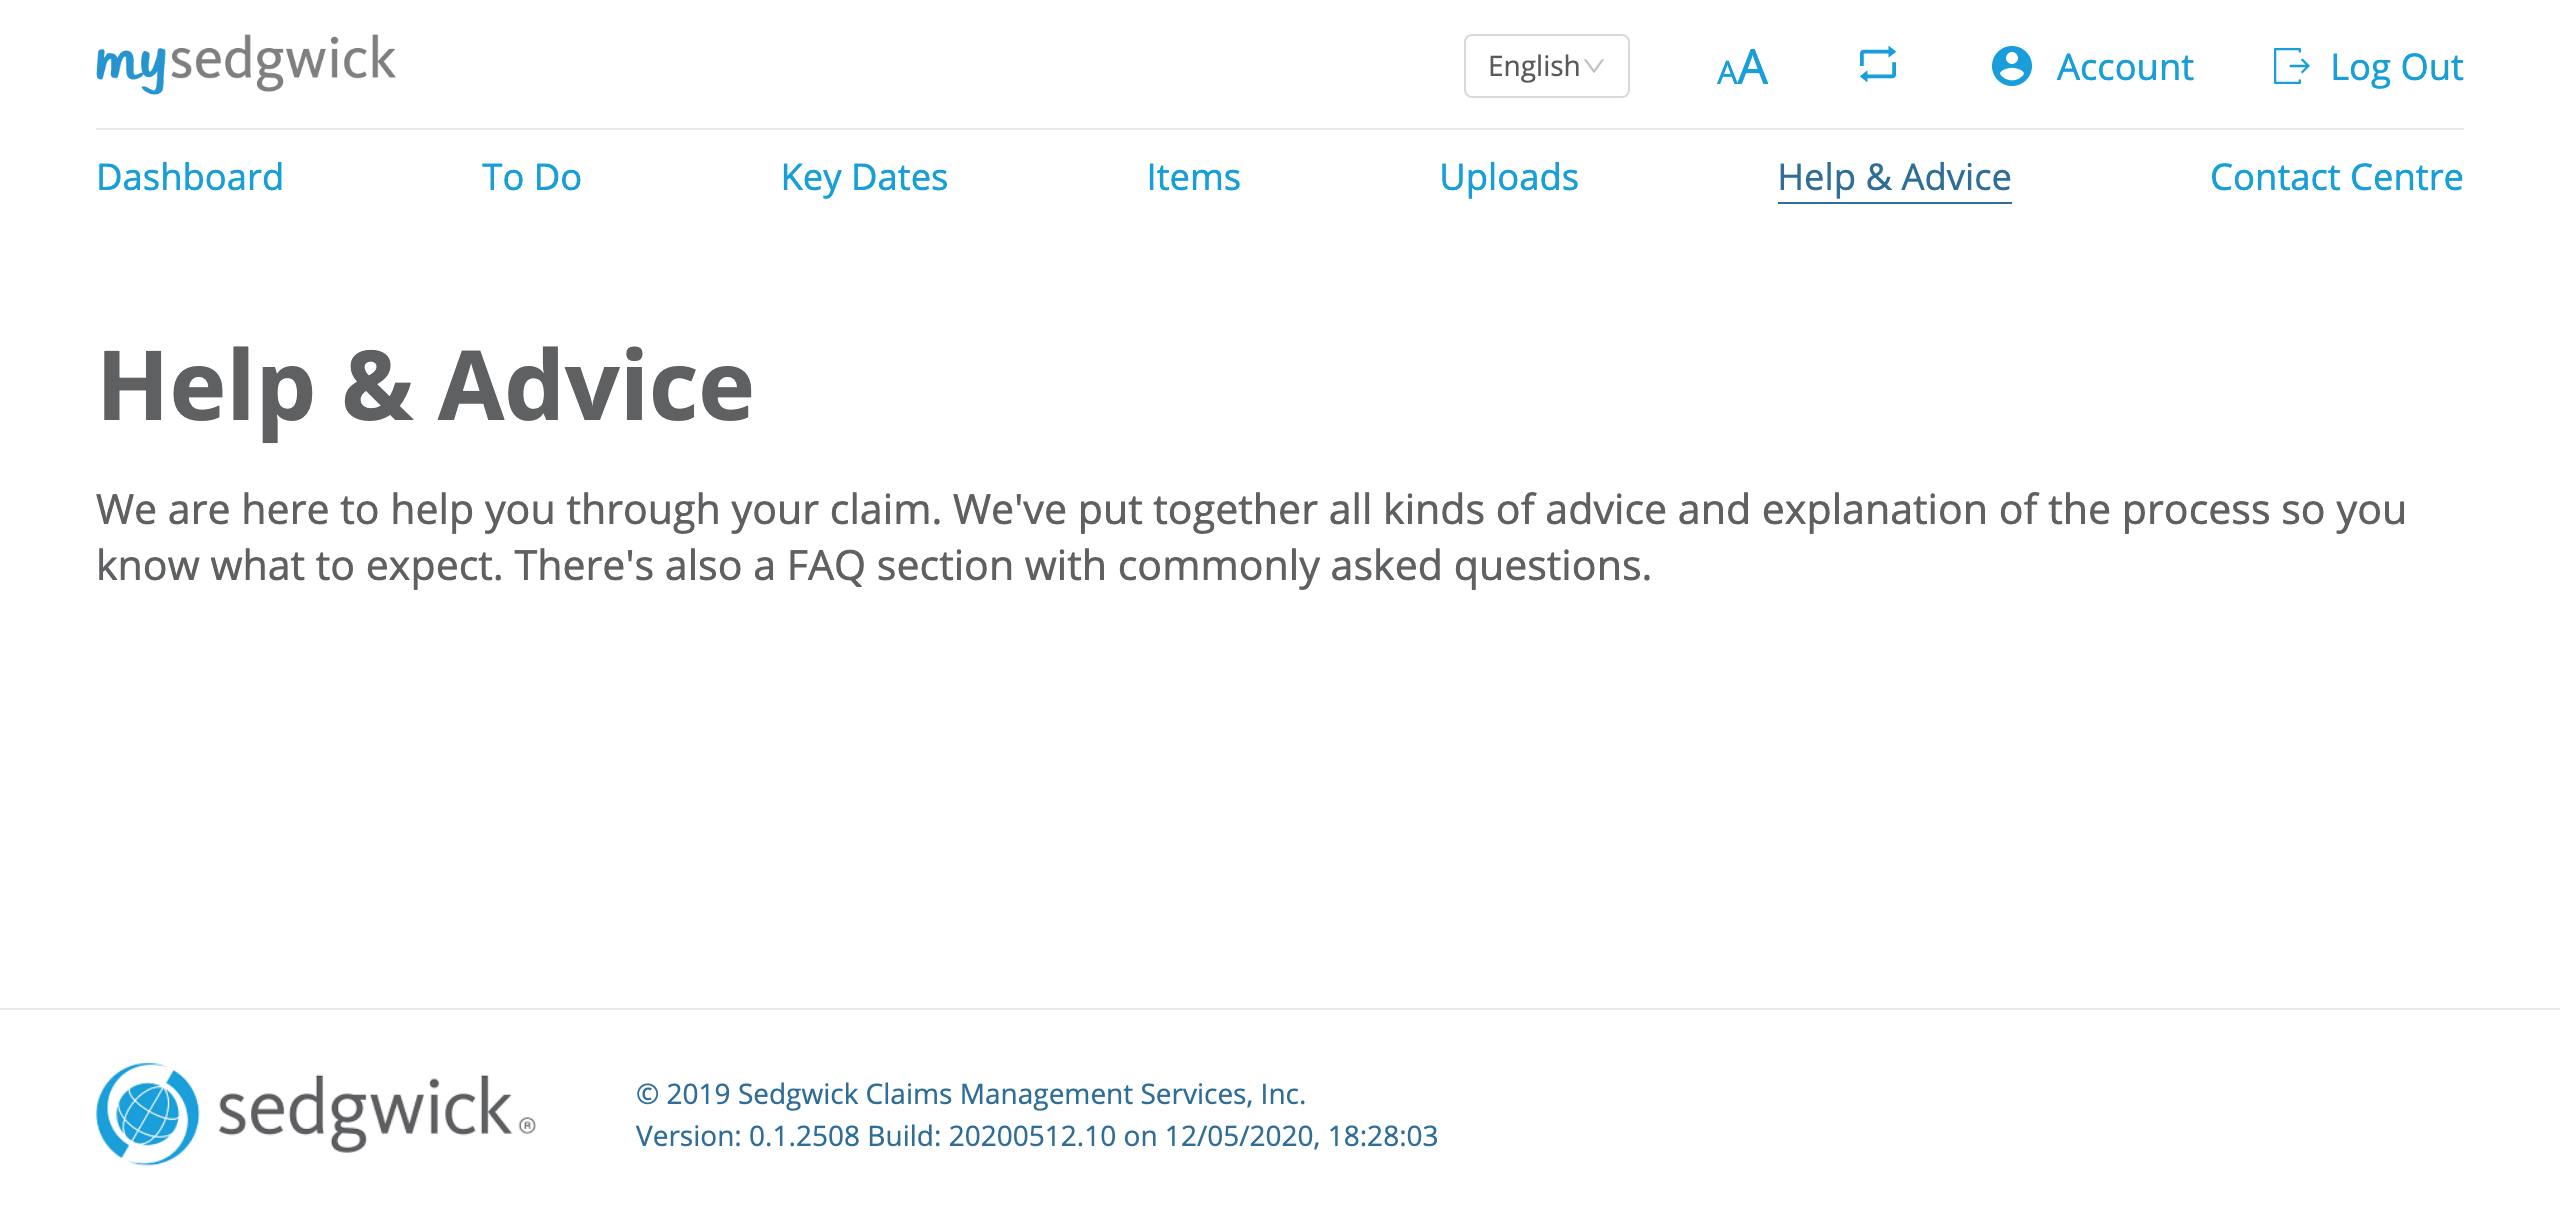 mysedgwick
English
AA
Account
Log Out
Dashboard
To Do
Key Dates
Items
Uploads
Help & Advice
Contact Centre
Help & Advice
We are here to help you through your claim. We've put together all kinds of advice and explanation of the process so you
know what to expect. There's also a FAQ section with commonly asked questions.
sedgwick®
© 2019 Sedgwick Claims Management Services, Inc.
Version: 0.1.2508 Build: 20200512.10 on 12/05/2020, 18:28:03